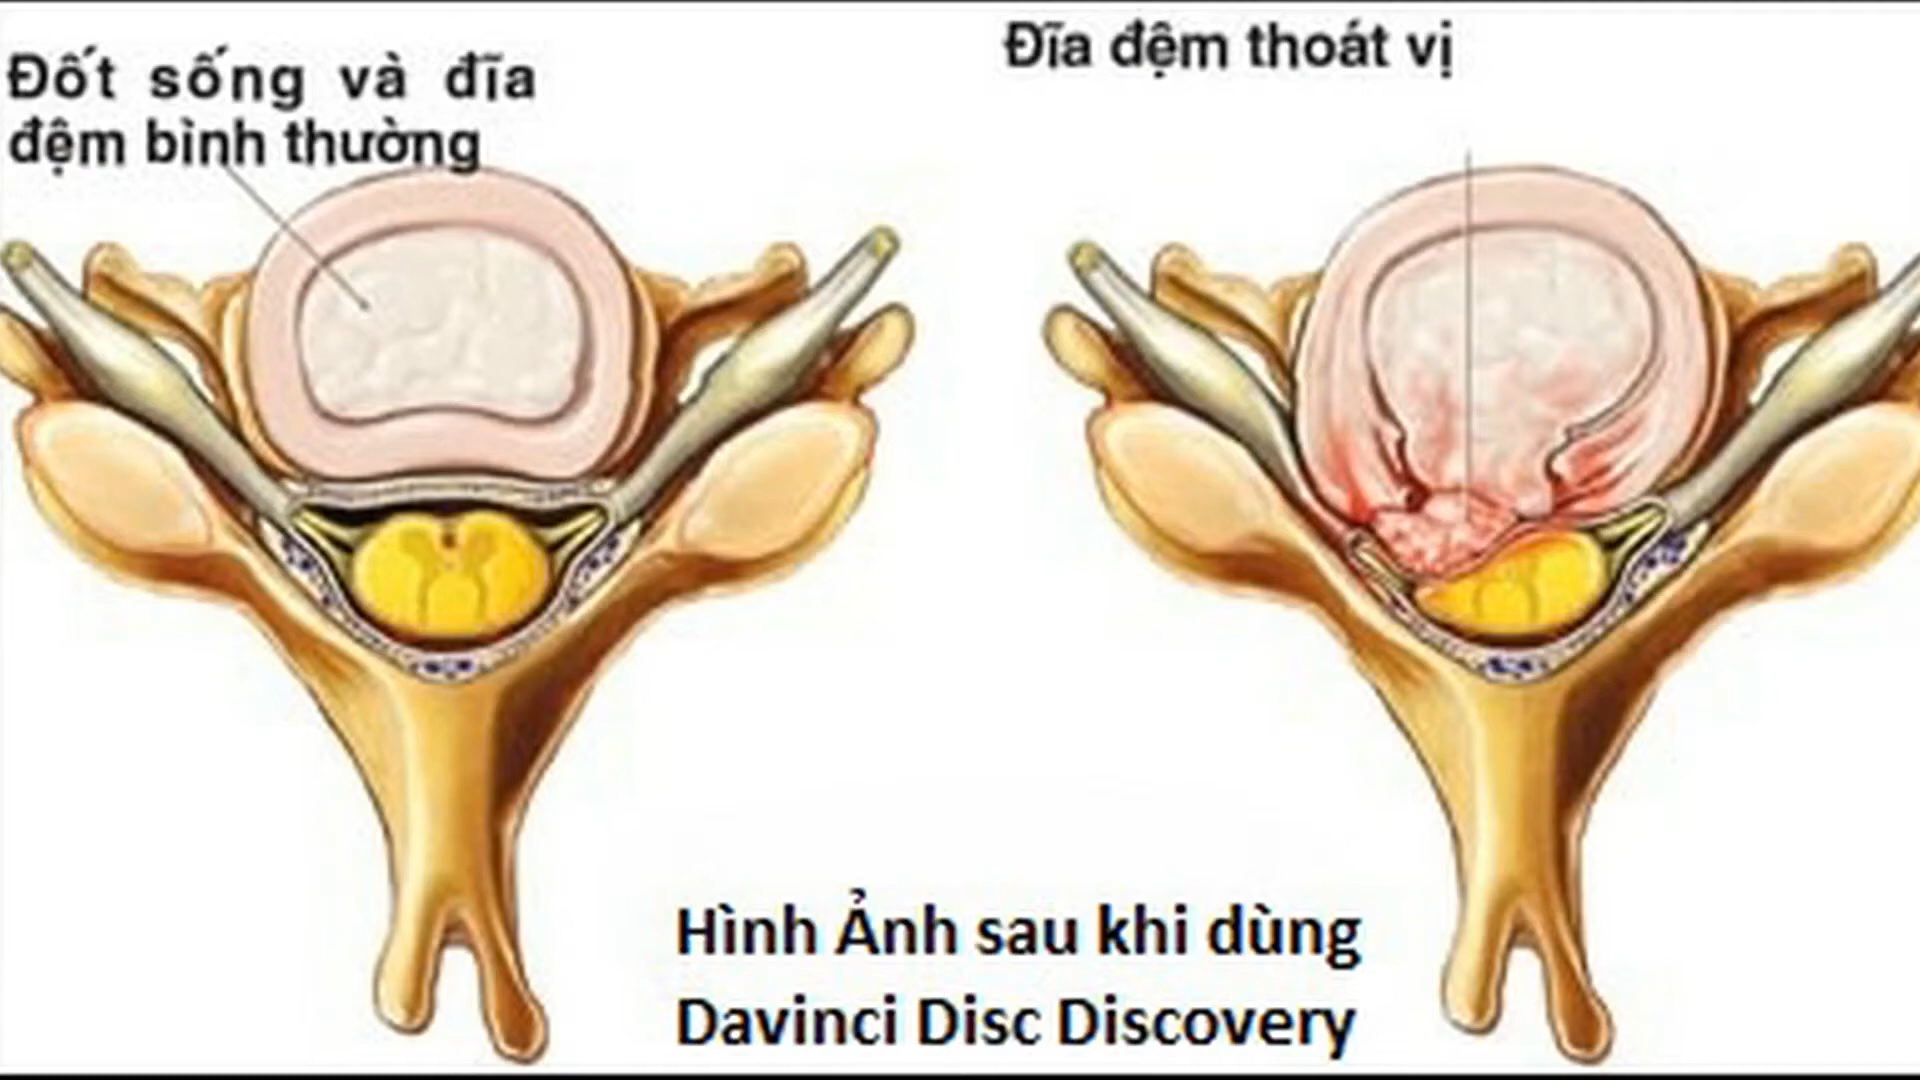 Đốt sống và đĩa
đệm bình thường
Đĩa đệm thoát vị
Hình Ảnh sau khi dùng
Davinci Disc Discovery